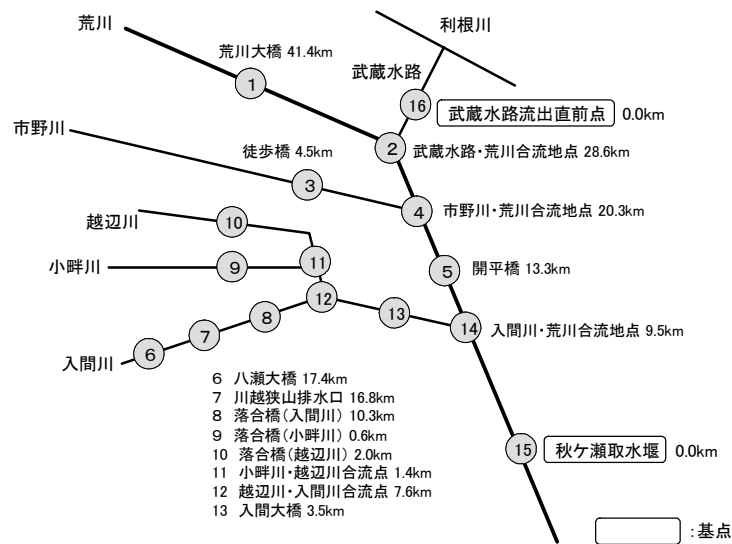 荒川
利根川
荒川大橋 41.4km
武蔵水路
1
16
武蔵水路流出直前点 0.0km
市野川
徒歩橋 4.5km
2
武蔵水路・荒川合流地点 28.6km
3
4
市野川・荒川合流地点 20.3km
越辺川
10
小畔川
9
11
5
開平橋 13.3km
12
13
14
入間川・荒川合流地点 9.5km
8
7
6
入間川
6 八瀬大橋 17.4km
7 川越狭山排水口 16.8km
8 落合橋(入間川) 10.3km
9 落合橋(小畔川) 0.6km
10 落合橋(越辺川) 2.0km
11 小畔川・越辺川合流点 1.4km
12 越辺川・入間川合流点 7.6km
13 入間大橋 3.5km
15
秋ケ瀬取水堰 0.0km
:基点